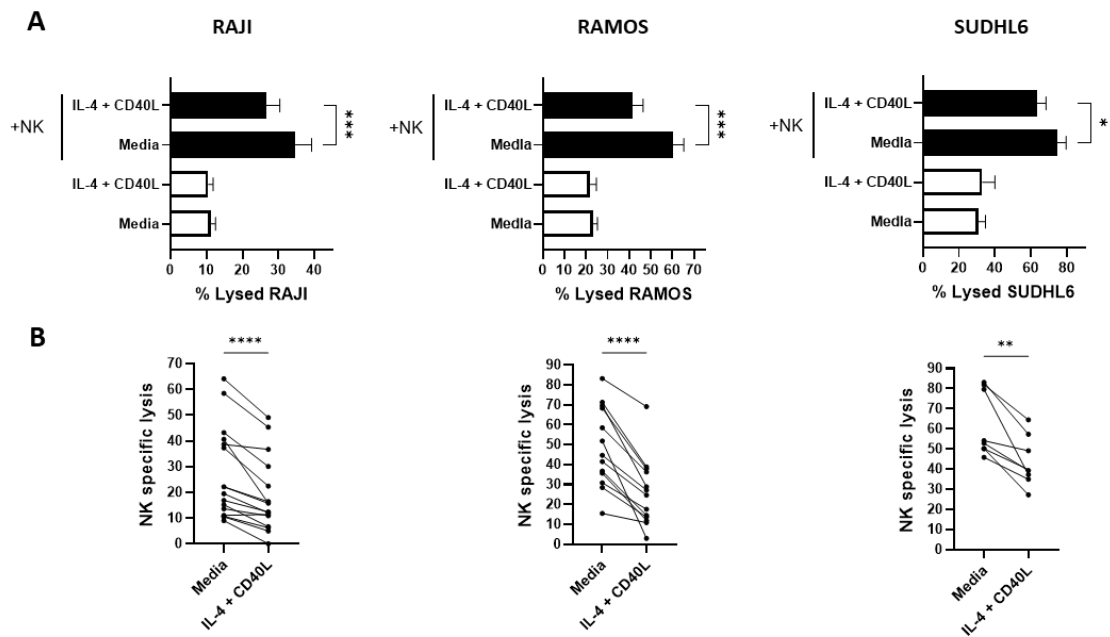 A
RAJI
RAMOS
SUDHL6
+NK
IL-4 + CD40L
Media
IL-4 + CD40L
Media
***
0 10 20 30 40
% Lysed RAJI
+NK
IL-4 + CD40L
Media
IL-4 + CD40L
Media
***
0 10 20 30 40 50 60 70
% Lysed RAMOS
+NK
IL-4 + CD40L
Media
IL-4 + CD40L
Media
*
0 20 40 60 80
% Lysed SUDHL6
B
****
NK specific lysis
70
60
50
40
30
20
10
0
Media
IL-4 + CD40L
****
NK specific lysis
90
80
70
60
50
40
30
20
10
0
Media
IL-4 + CD40L
**
NK specific lysis
90
80
70
60
50
40
30
20
10
0
Media
IL-4 + CD40L